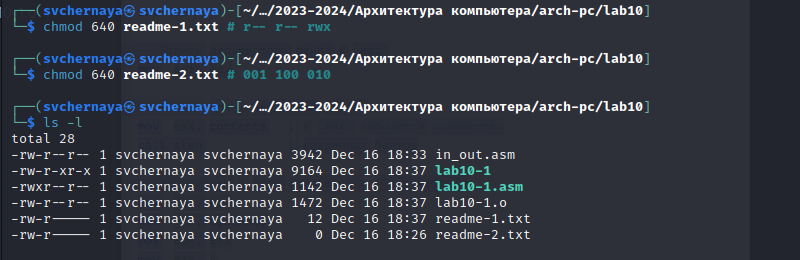 ┌──(svchernaya㉿ svchernaya)-[~/…/2023-2024/Архитектура компьютера/arch-pc/lab10]
└─$ chmod 640 readme-1.txt # r-- r-- rwx
┌──(svchernaya㉿ svchernaya)-[~/…/2023-2024/Архитектура компьютера/arch-pc/lab10]
└─$ chmod 640 readme-2.txt # 001 100 010
┌──(svchernaya㉿ svchernaya)-[~/…/2023-2024/Архитектура компьютера/arch-pc/lab10]
└─$ ls -l
total 28
-rw-r--r-- 1 svchernaya svchernaya 3942 Dec 16 18:33 in_out.asm
-rw-r-xr-x 1 svchernaya svchernaya 9164 Dec 16 18:37 lab10-1
-rwxr--r-- 1 svchernaya svchernaya 1142 Dec 16 18:37 lab10-1.asm
-rw-r--r-- 1 svchernaya svchernaya 1472 Dec 16 18:37 lab10-1.o
-rw-r----- 1 svchernaya svchernaya 12 Dec 16 18:37 readme-1.txt
-rw-r----- 1 svchernaya svchernaya 0 Dec 16 18:26 readme-2.txt